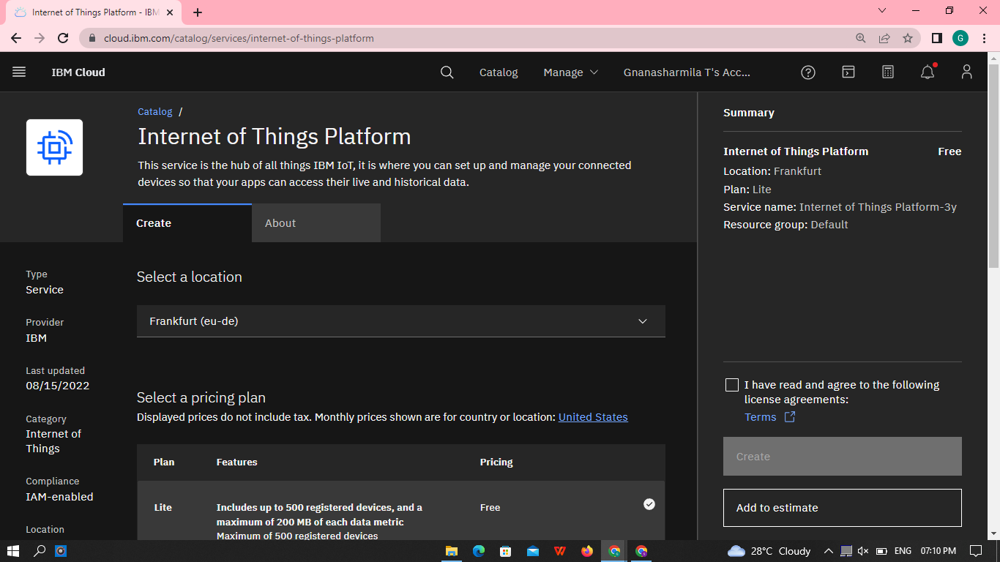 Internet of Things Platform - IBM
cloud.ibm.com/catalog/services/internet-of-things-platform
G
IBM Cloud
Catalog
Manage
Gnanasharmila T's Acc...
Catalog /
Internet of Things Platform
This service is the hub of all things IBM IoT, it is where you can set up and manage your connected
devices so that your apps can access their live and historical data.
Create
About
Type
Service
Provider
IBM
Last updated
08/15/2022
Category
Internet of
Things
Compliance
IAM-enabled
Location
Select a location
Frankfurt (eu-de)
Select a pricing plan
Displayed prices do not include tax. Monthly prices shown are for country or location: United States
Plan Features Pricing
Lite Includes up to 500 registered devices, and a Free
maximum of 200 MB of each data metric
Maximum of 500 registered devices
Summary
Internet of Things Platform Free
Location: Frankfurt
Plan: Lite
Service name: Internet of Things Platform-3y
Resource group: Default
I have read and agree to the following
license agreements:
Terms
Create
Add to estimate
28°C Cloudy
ENG
07:10 PM